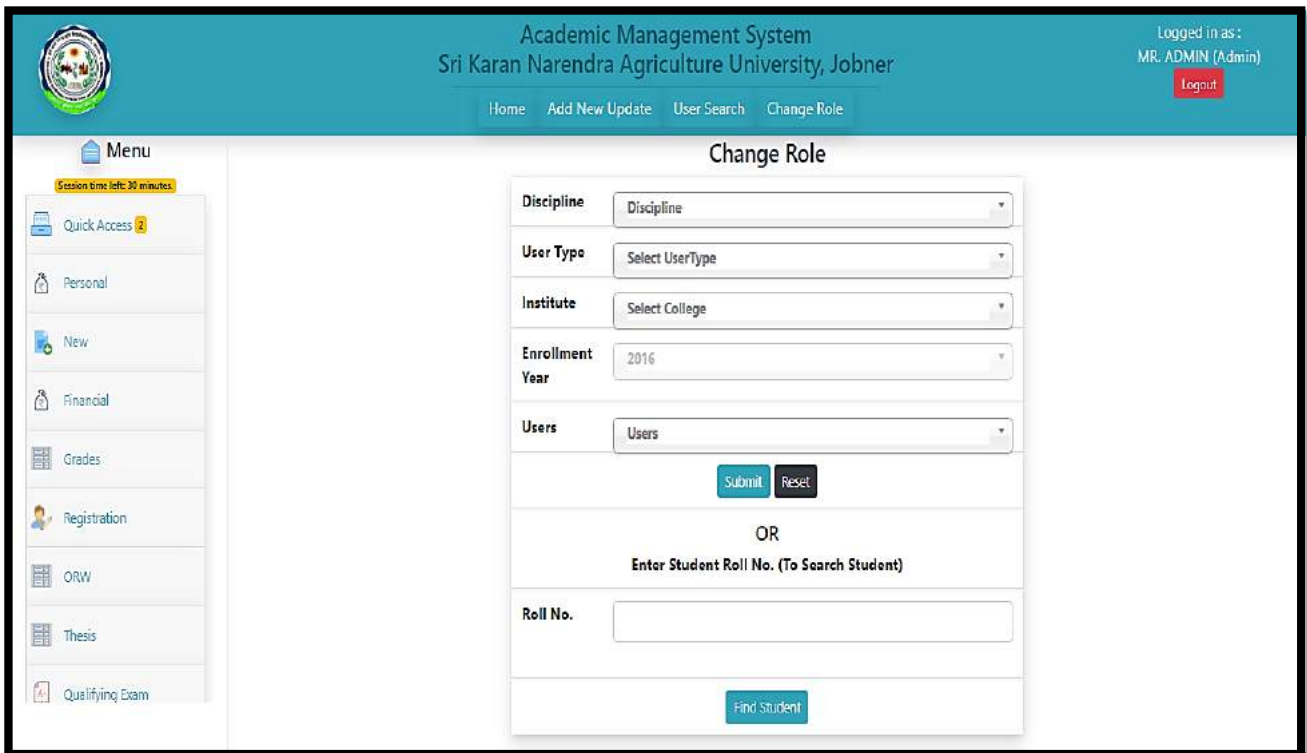 Academic Management System
Sri Karan Narendra Agriculture University, Jobner
Logged in as :
MR. ADMIN (Admin)
Logout
Home Add New Update User Search Change Role
Menu
Session time left: 30 minutes.
Quick Access 2
Personal
New
Financial
Grades
Registration
ORW
Thesis
Qualifying Exam
Change Role
Discipline Discipline
User Type Select UserType
Institute Select College
Enrollment 2016
Year
Users Users
Submit Reset
OR
Enter Student Roll No. (To Search Student)
Roll No.
Find Student